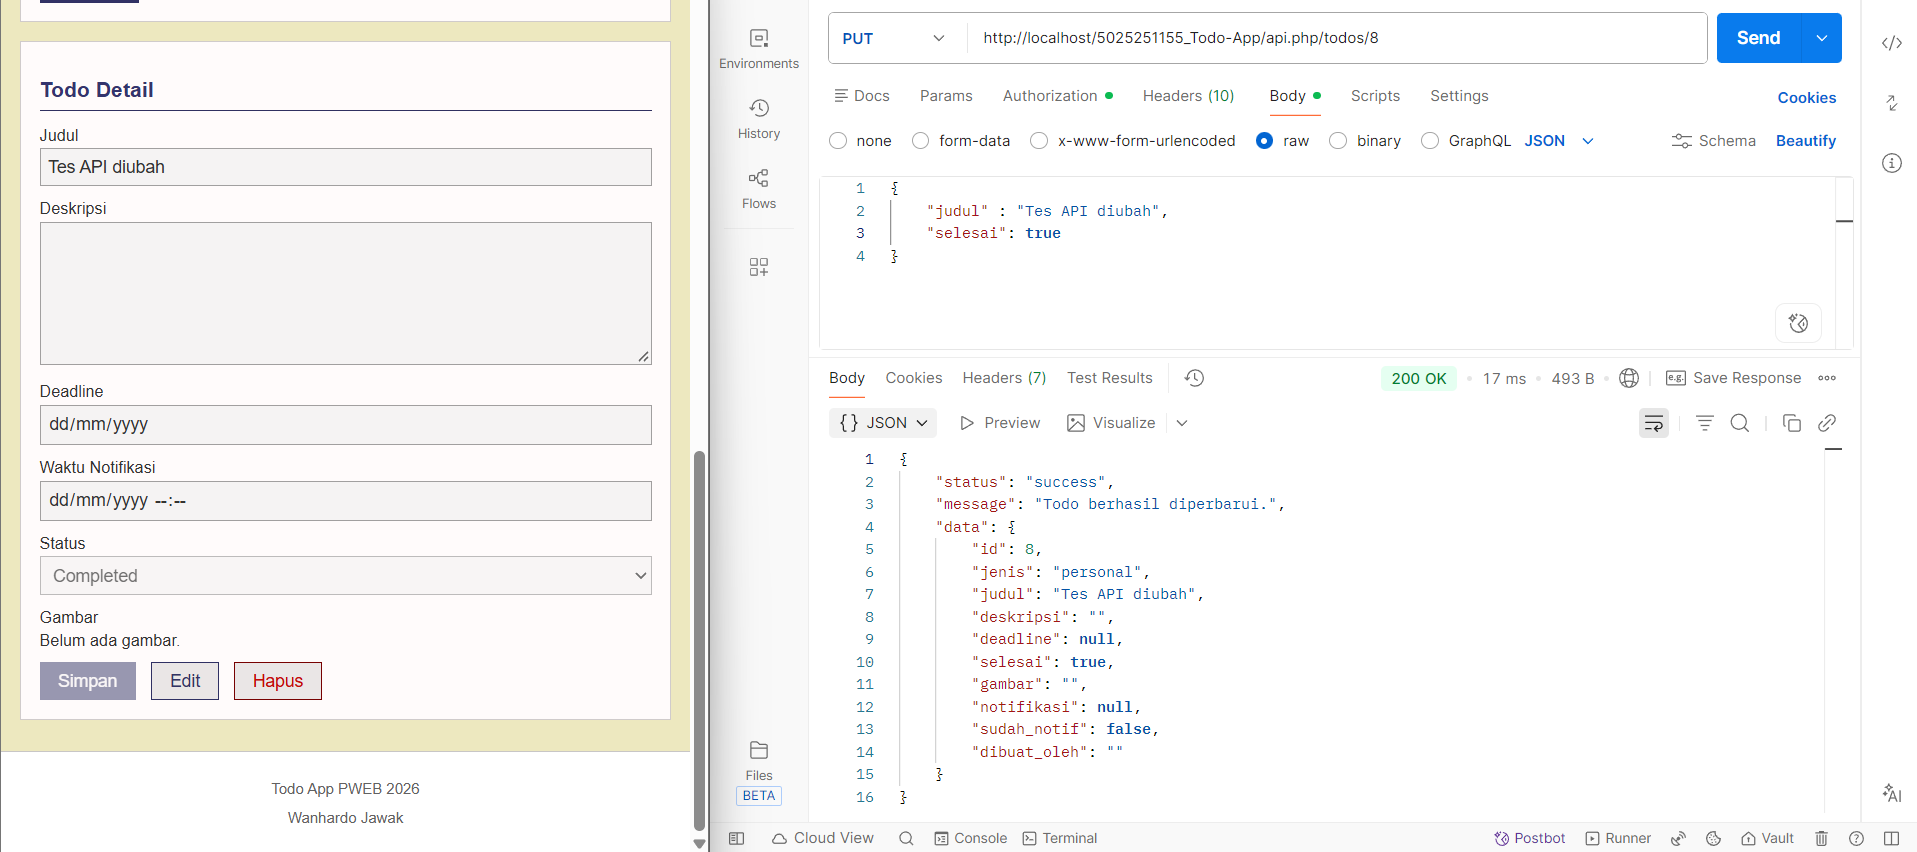 Todo Detail
Judul
Tes API diubah
Deskripsi
Deadline
dd/mm/yyyy
Waktu Notifikasi
dd/mm/yyyy --:--
Status
Completed
Gambar
Belum ada gambar.
Simpan Edit Hapus
Todo App PWEB 2026
Wanhardo Jawak
Environments
History
Flows
Files
BETA
PUT http://localhost/5025251155_Todo-App/api.php/todos/8 Send
Docs Params Authorization Headers (10) Body Scripts Settings Cookies
none form-data x-www-form-urlencoded raw binary GraphQL JSON Schema Beautify
1 {
2 "judul" : "Tes API diubah",
3 "selesai": true
4 }
Body Cookies Headers (7) Test Results 200 OK 17 ms 493 B e.g. Save Response
{} JSON Preview Visualize
1 {
2 "status": "success",
3 "message": "Todo berhasil diperbarui.",
4 "data": {
5 "id": 8,
6 "jenis": "personal",
7 "judul": "Tes API diubah",
8 "deskripsi": "",
9 "deadline": null,
10 "selesai": true,
11 "gambar": "",
12 "notifikasi": null,
13 "sudah_notif": false,
14 "dibuat_oleh": ""
15 }
16 }
AI
Cloud View Console Terminal Postbot Runner Vault